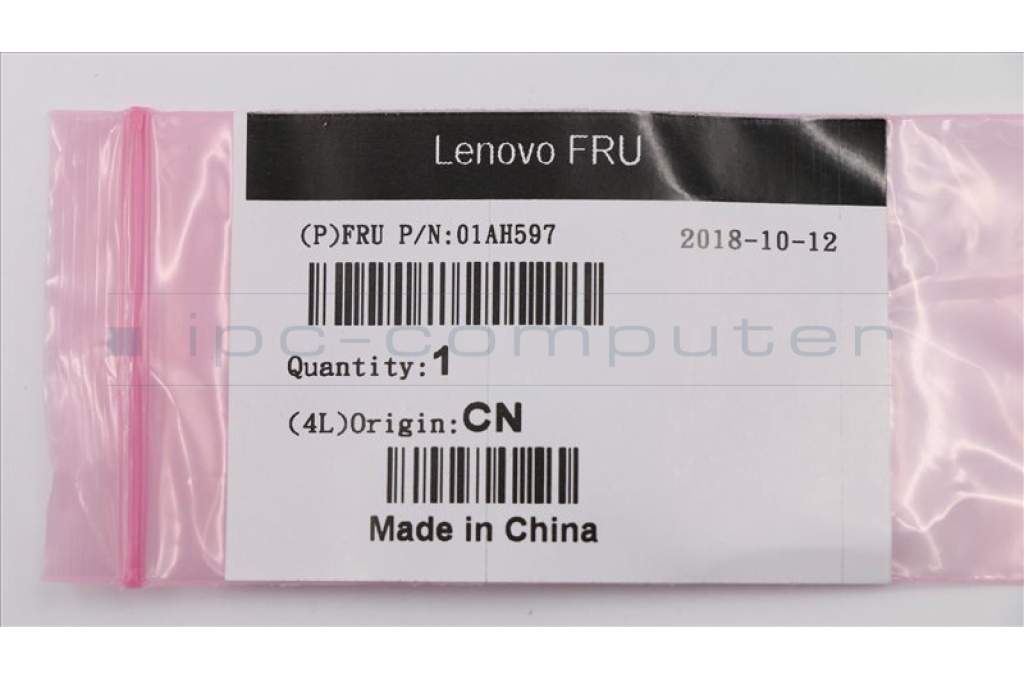 Lenovo FRU
(P)FRU P/N:01AH597 2018-10-12
ipc-computer
Quantity:1
(4L)Origin:CN
Made in China